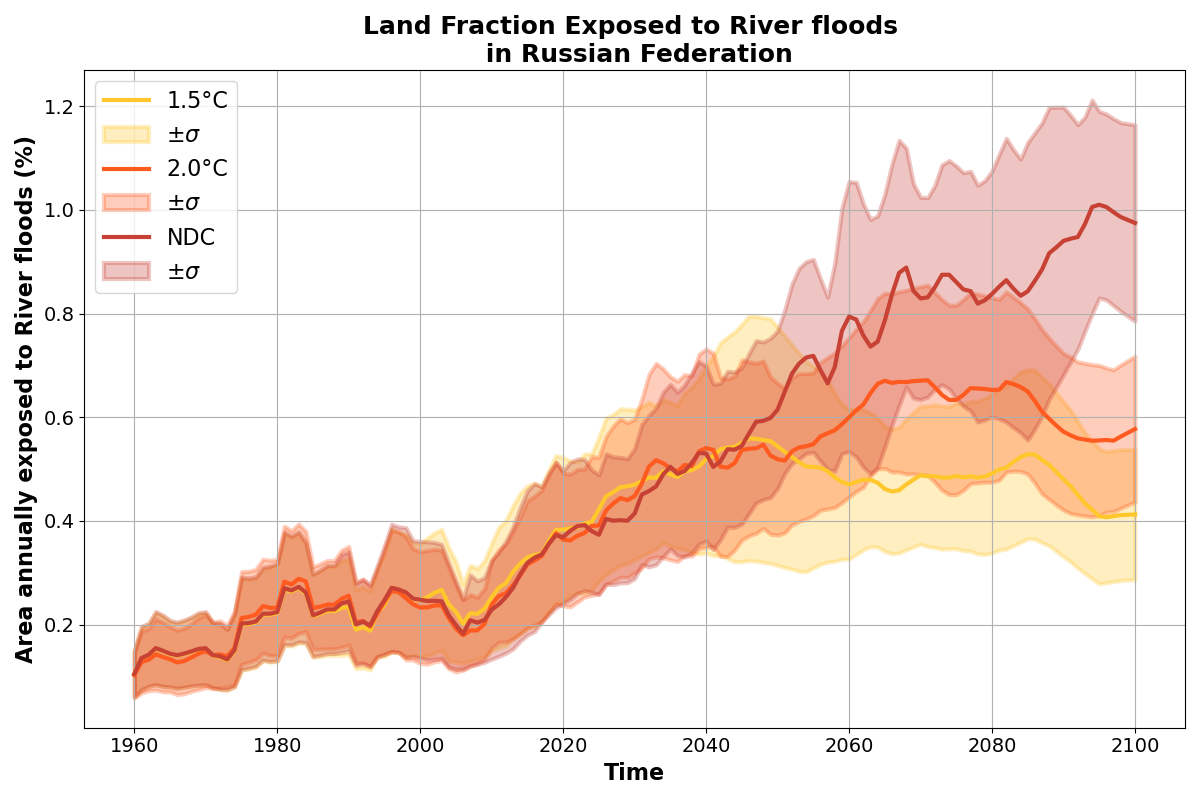 Land Fraction Exposed to River floods
in Russian Federation
Area annually exposed to River floods (%)
1.2
1.0
0.8
0.6
0.4
0.2
1.5°C
±σ
2.0°C
±σ
NDC
±σ
1960 1980 2000 2020 2040 2060 2080 2100
Time